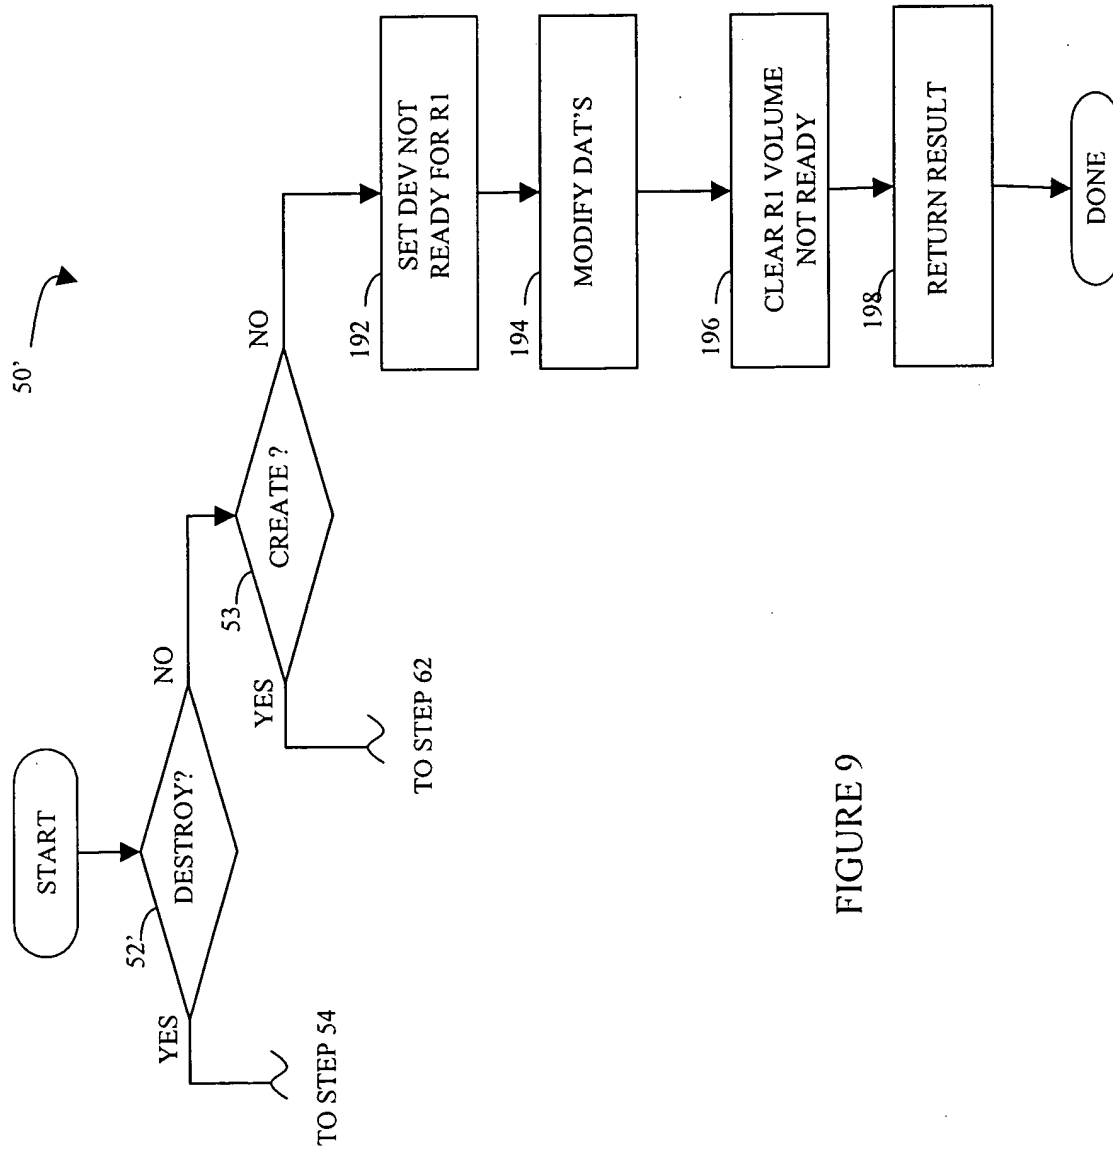 50’
START
52’
DESTROY?
YES
NO
TO STEP 54
53
CREATE ?
YES
NO
TO STEP 62
192
SET DEV NOT
READY FOR R1
194
MODIFY DAT'S
196
CLEAR R1 VOLUME
NOT READY
198
RETURN RESULT
DONE
FIGURE 9